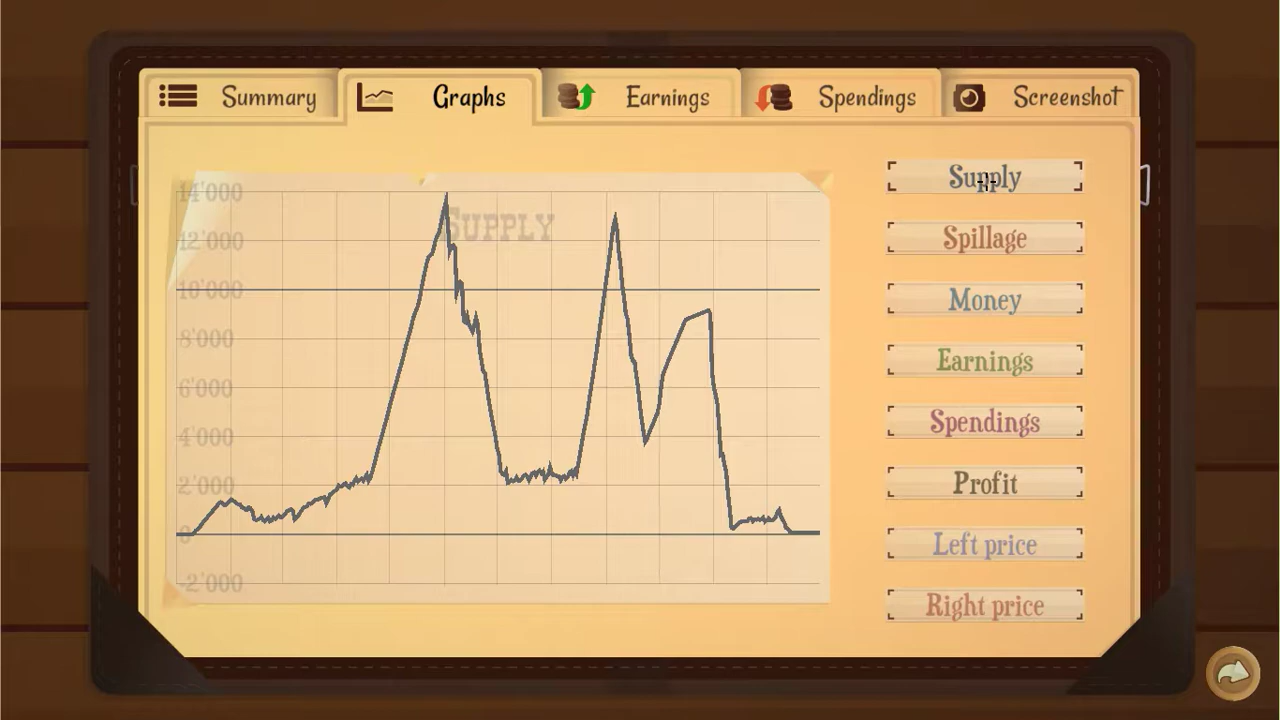 Summary
Graphs
Earnings
Spendings
Screenshot
14'000
12'000
10'000
8'000
6'000
4'000
2'000
0
-2'000
SUPPLY
Supply
Spillage
Money
Earnings
Spendings
Profit
Left price
Right price